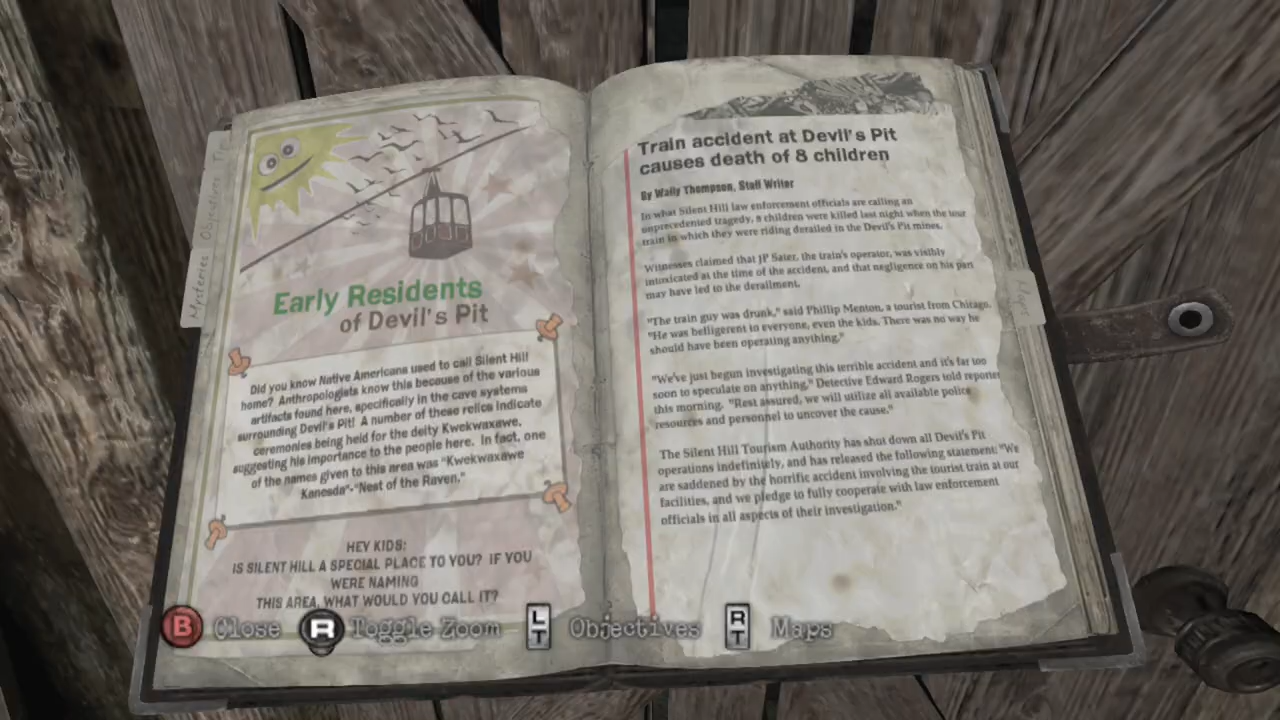 Mysteries Objectives
Early Residents
of Devil's Pit
Did you know Native Americans used to call Silent Hill
home? Anthropologists know this because of the various
artifacts found here, specifically in the cave systems
surrounding Devil's Pit! A number of these relics indicate
ceremonies being held for the deity Kwekwaxawe,
suggesting his importance to the people here. In fact, one
of the names given to this area was "Kwekwaxawe
Kanesda"-"Nest of the Raven."
HEY KIDS:
IS SILENT HILL A SPECIAL PLACE TO YOU? IF YOU
WERE NAMING
THIS AREA, WHAT WOULD YOU CALL IT?
Train accident at Devil's Pit
causes death of 8 children
By Wally Thompson, Staff Writer
In what Silent Hill law enforcement officials are calling an
unprecedented tragedy, 8 children were killed last night when the tour
train in which they were riding derailed in the Devil's Pit mines.
Witnesses claimed that JP Sater, the train's operator, was visibly
intoxicated at the time of the accident, and that negligence on his part
may have led to the derailment.
"The train guy was drunk," said Phillip Menton, a tourist from Chicago.
"He was belligerent to everyone, even the kids. There was no way he
should have been operating anything."
"We've just begun investigating this terrible accident and it's far too
soon to speculate on anything," Detective Edward Rogers told reporters
this morning. "Rest assured, we will utilize all available police
resources and personnel to uncover the cause."
The Silent Hill Tourism Authority has shut down all Devil's Pit
operations indefinitely, and has released the following statement: "We
are saddened by the horrific accident involving the tourist train at our
facilities, and we pledge to fully cooperate with law enforcement
officials in all aspects of their investigation."
Maps
B Close R Toggle Zoom LT Objectives RT Maps